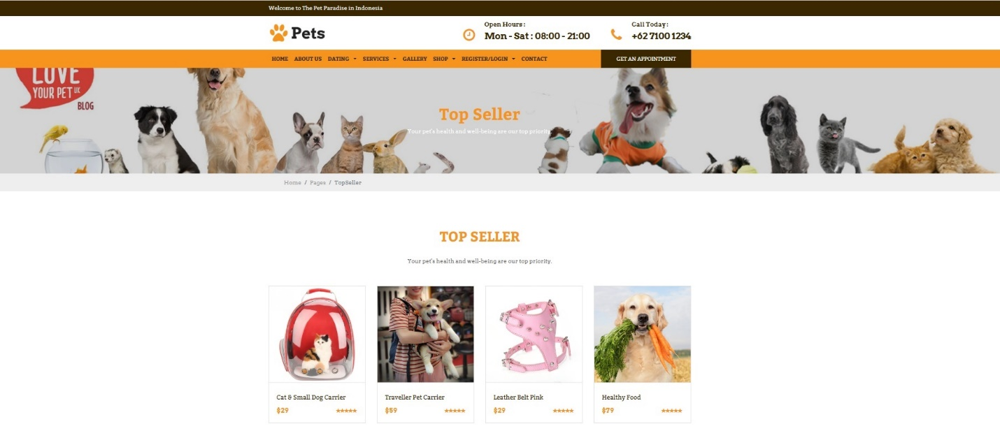 Welcome to The Pet Paradise in Indonesia
Pets
Open Hours :
Mon - Sat : 08:00 - 21:00
Call Today :
+62 7100 1234
HOME ABOUT US DATING SERVICES GALLERY SHOP REGISTER/LOGIN CONTACT
GET AN APPOINTMENT
LOVE
YOUR PET UK
BLOG
Top Seller
Your pet's health and well-being are our top priority.
Home / Pages / TopSeller
TOP SELLER
Your pet's health and well-being are our top priority.
Cat & Small Dog Carrier
$29
Traveller Pet Carrier
$59
Leather Belt Pink
$29
Healthy Food
$79